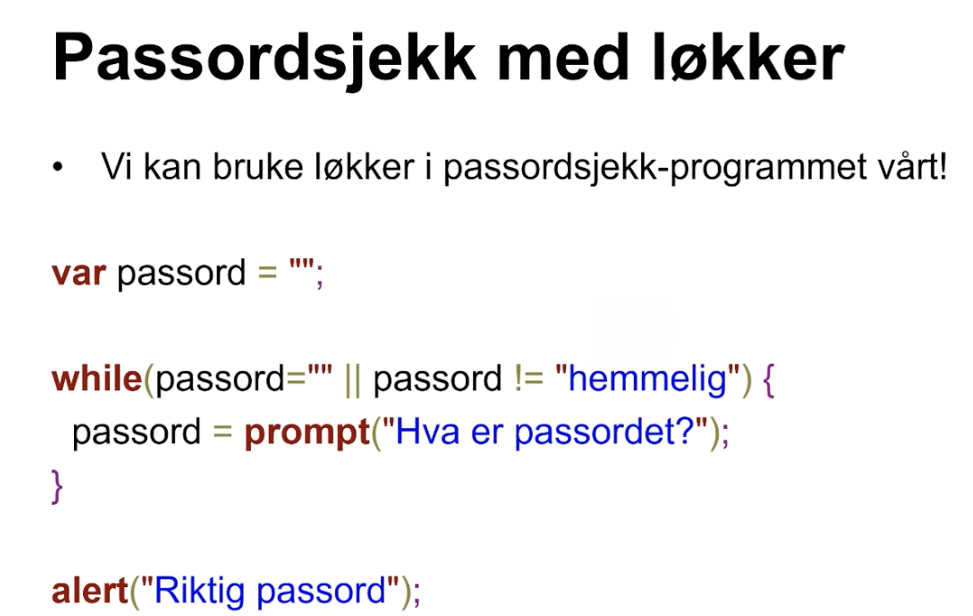 Passordsjekk med løkker
• Vi kan bruke løkker i passordsjekk-programmet vårt!
var passord = "";
while(passord="" || passord != "hemmelig") {
passord = prompt("Hva er passordet?");
}
alert("Riktig passord");